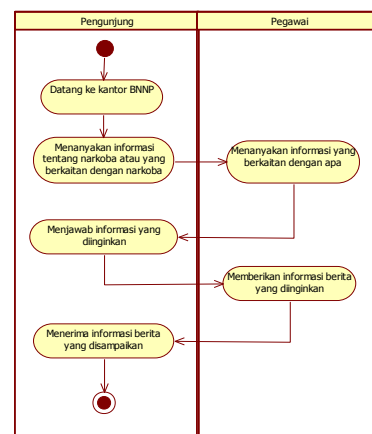 Pengunjung
Pegawai
Datang ke kantor BNNP
Menanyakan informasi
tentang narkoba atau yang
berkaitan dengan narkoba
Menanyakan informasi yang
berkaitan dengan apa
Menjawab informasi yang
diinginkan
Memberikan informasi berita
yang diinginkan
Menerima informasi berita
yang disampaikan